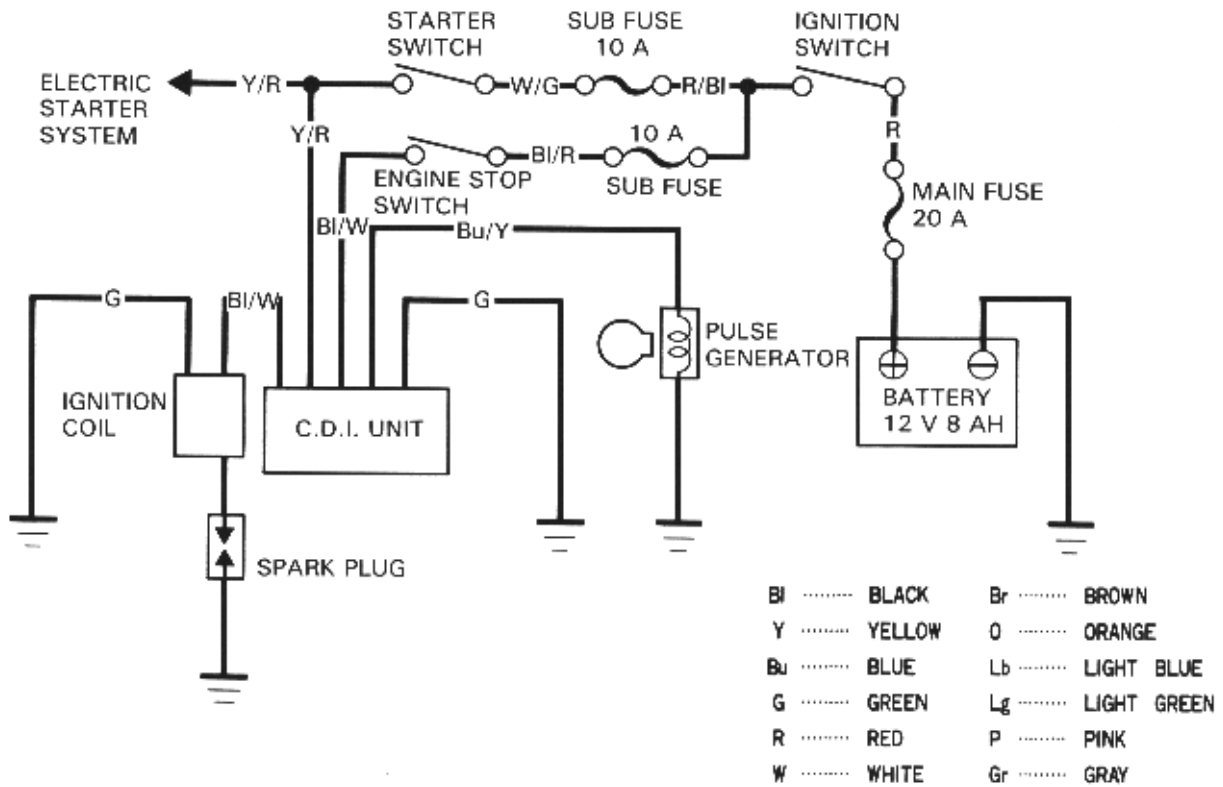 STARTER
SWITCH
SUB FUSE
10 A
IGNITION
SWITCH
ELECTRIC
STARTER
SYSTEM
Y/R
W/G
R/Bl
Y/R
10 A
R
ENGINE STOP
SWITCH
Bl/R
SUB FUSE
MAIN FUSE
20 A
Bl/W
Bu/Y
G
Bl/W
G
PULSE
GENERATOR
IGNITION
COIL
C.D.I. UNIT
BATTERY
12 V 8 AH
SPARK PLUG
Bl ········ BLACK
Y ········ YELLOW
Bu ········ BLUE
G ········ GREEN
R ········ RED
W ········ WHITE
Br ········ BROWN
O ········ ORANGE
Lb ········ LIGHT BLUE
Lg ········ LIGHT GREEN
P ········ PINK
Gr ········ GRAY